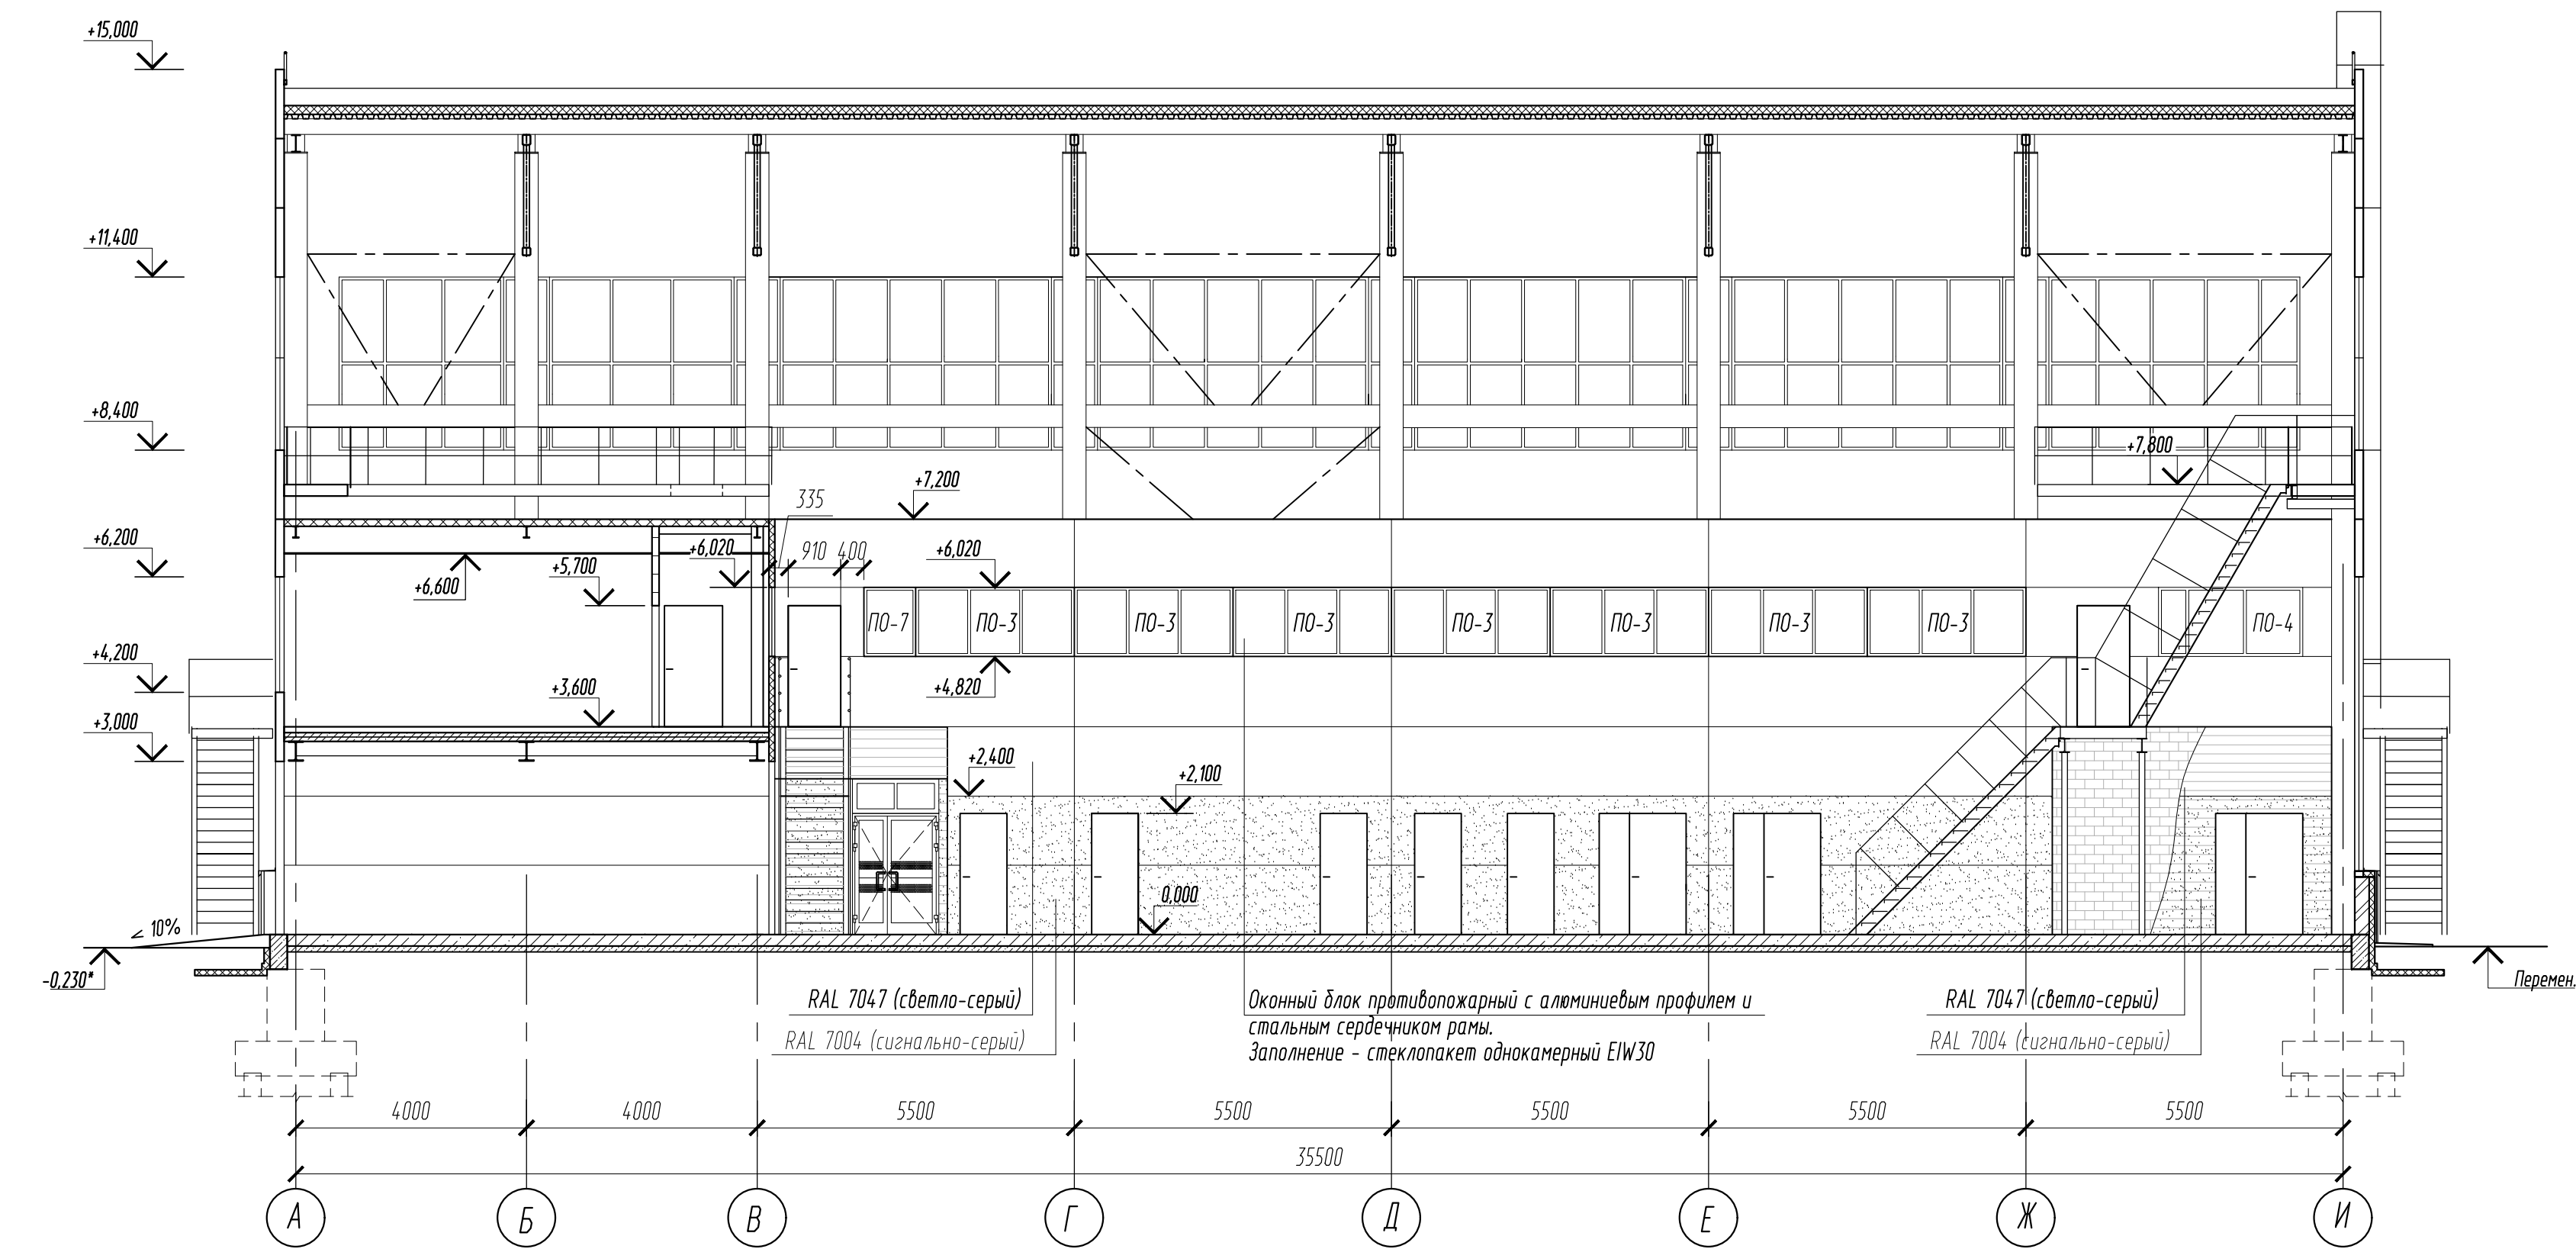 +15,000
+11,400
+8,400
+7,800
+7,200
335
+6,200
+6,020
910 400
+6,020
+5,700
+6,600
ПО-7 ПО-3 ПО-3 ПО-3 ПО-3 ПО-3 ПО-3 ПО-3 ПО-4
+4,200
+3,600
+4,820
+3,000
+2,400
+2,100
0,000
10%
-0,230*
Перемен.
RAL 7047 (светло-серый)
RAL 7004 (сигнально-серый)
Оконный блок противопожарный с алюминиевым профилем и
стальным сердечником рамы.
Заполнение - стеклопакет однокамерный EIW30
RAL 7047 (светло-серый)
RAL 7004 (сигнально-серый)
4000 4000 5500 5500 5500 5500 5500
35500
А Б В Г Д Е Ж И